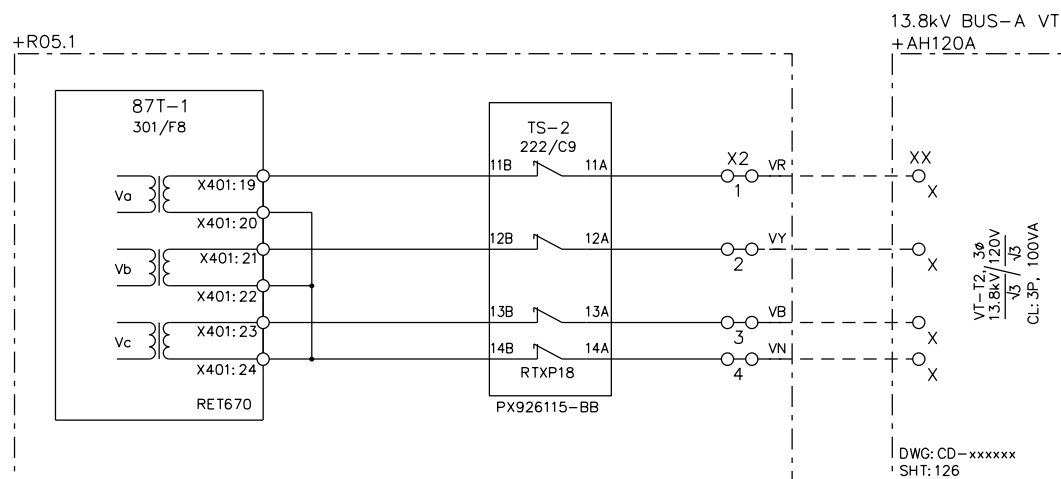 13.8kV BUS-A VT
+R05.1
+AH120A
87T-1
301/F8
TS-2
222/C9
Va
X401:19
X401:20
Vb
X401:21
X401:22
Vc
X401:23
X401:24
RET670
11B
11A
12B
12A
13B
13A
14B
14A
RTXP18
PX926115-BB
X2
1
2
3
4
VR
VY
VB
VN
XX
X
X
X
X
VT-T2, 3ø
13.8kV/120V
√3 / √3
CL: 3P, 100VA
DWG: CD-xxxxxx
SHT: 126